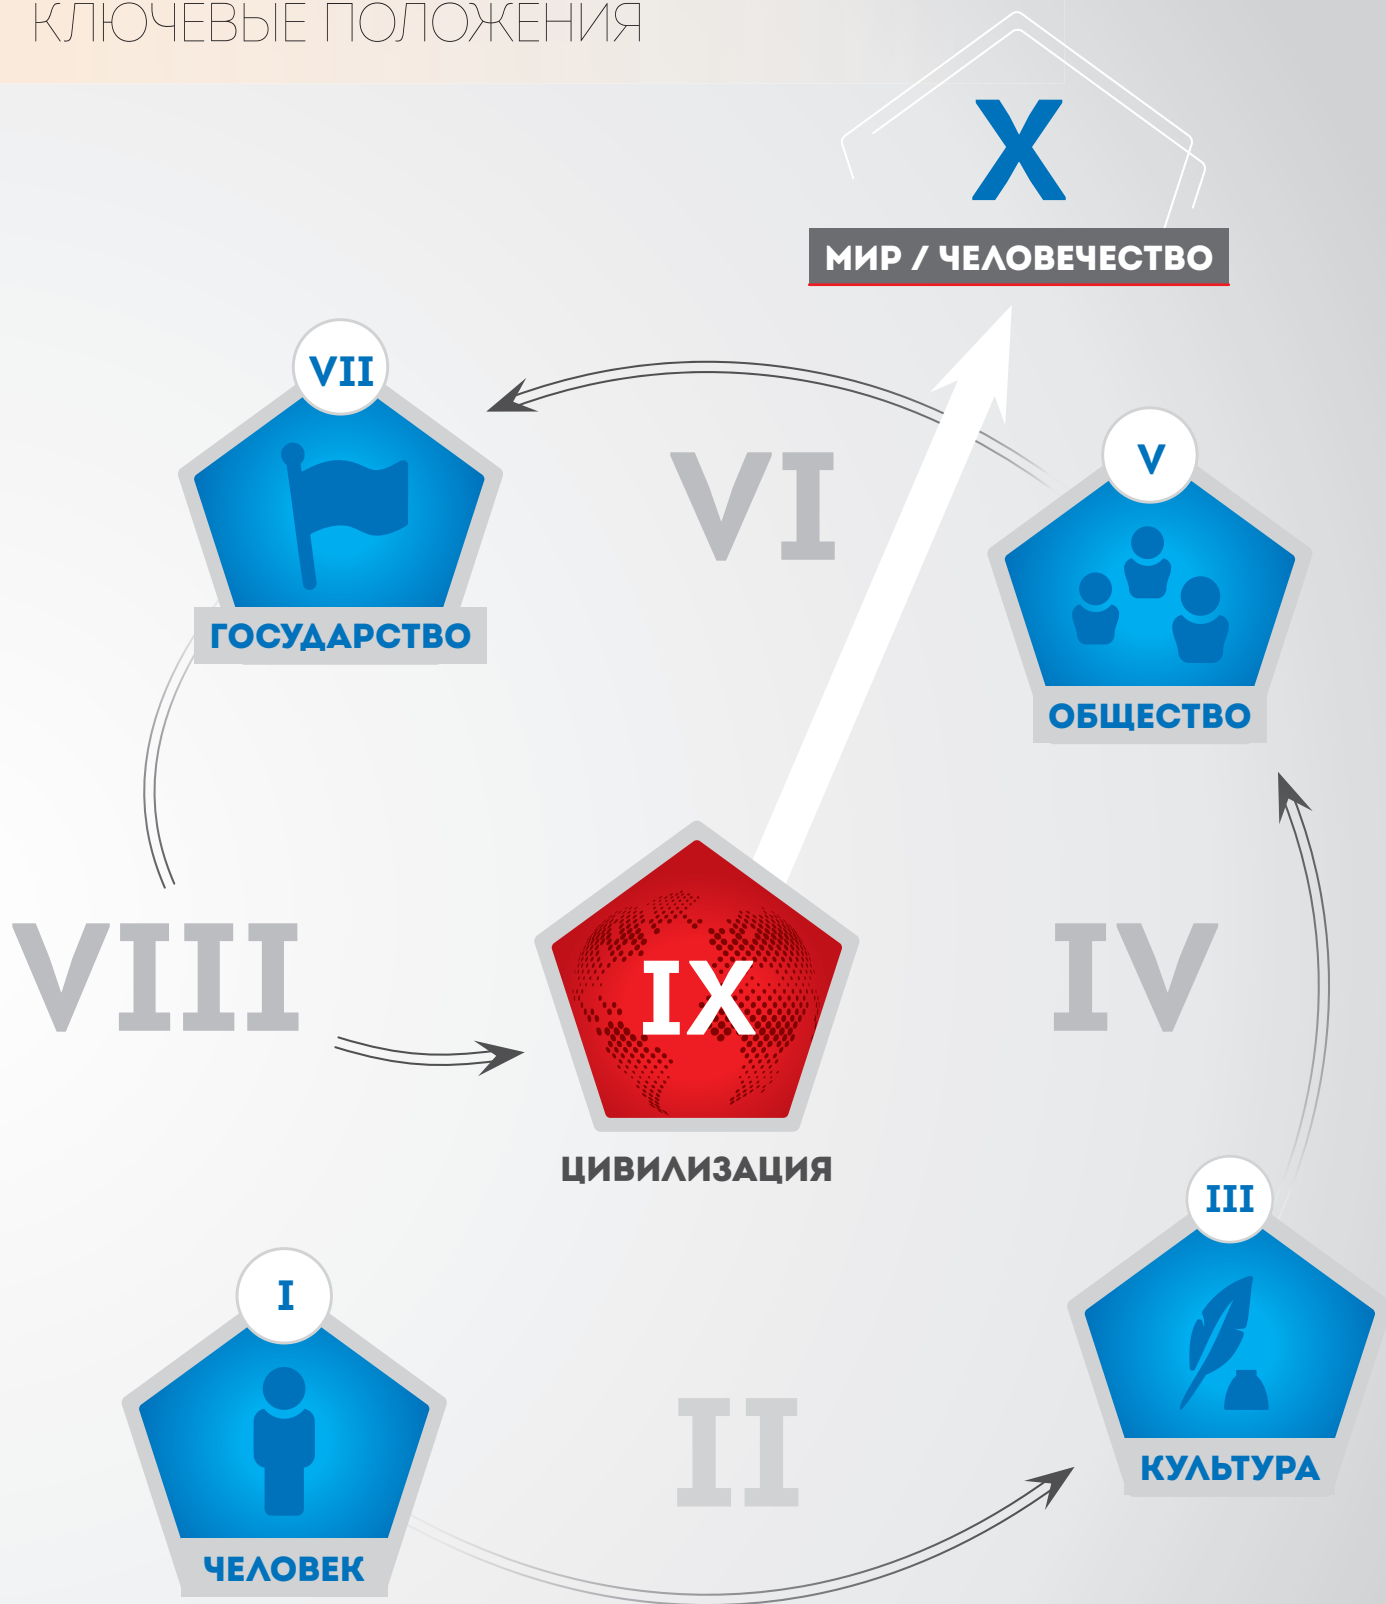 КЛЮЧЕВЫЕ ПОЛОЖЕНИЯ
X
МИР / ЧЕЛОВЕЧЕСТВО
VII
ГОСУДАРСТВО
VI
V
ОБЩЕСТВО
VIII
IX
ЦИВИЛИЗАЦИЯ
IV
III
КУЛЬТУРА
I
ЧЕЛОВЕК
II